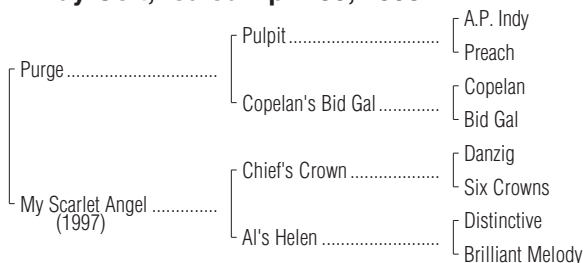 A.P. Indy
Pulpit
Preach
Purge
Copelan
Copelan's Bid Gal
Bid Gal
Danzig
Chief's Crown
Six Crowns
My Scarlet Angel
(1997)
Distinctive
Al's Helen
Brilliant Melody